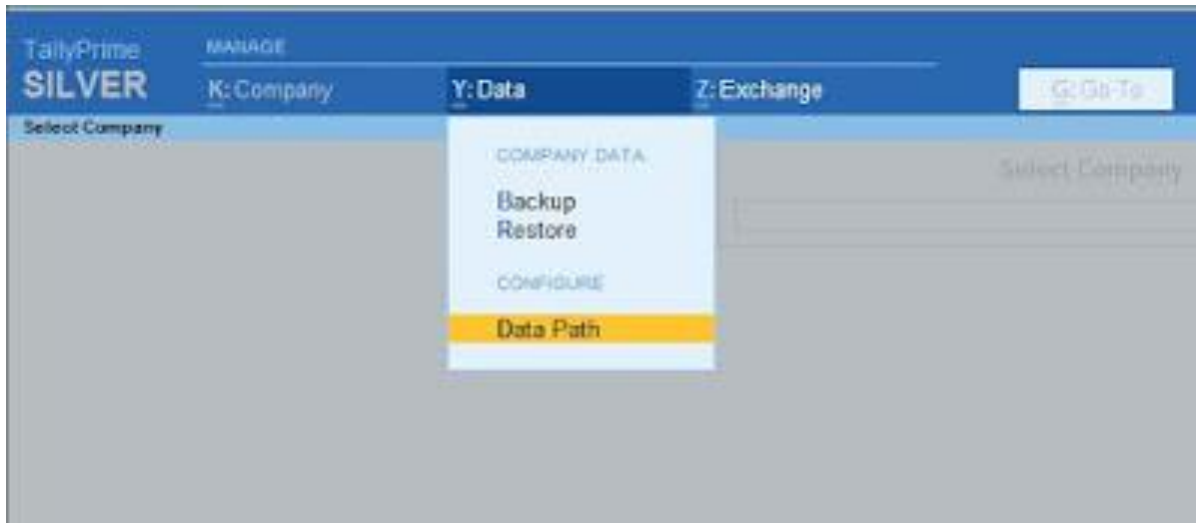 TallyPrime
MANAGE
SILVER
K: Company
Y: Data
Z: Exchange
G: Go To
Select Company
COMPANY DATA
Select Company
Backup
Restore
CONFIGURE
Data Path